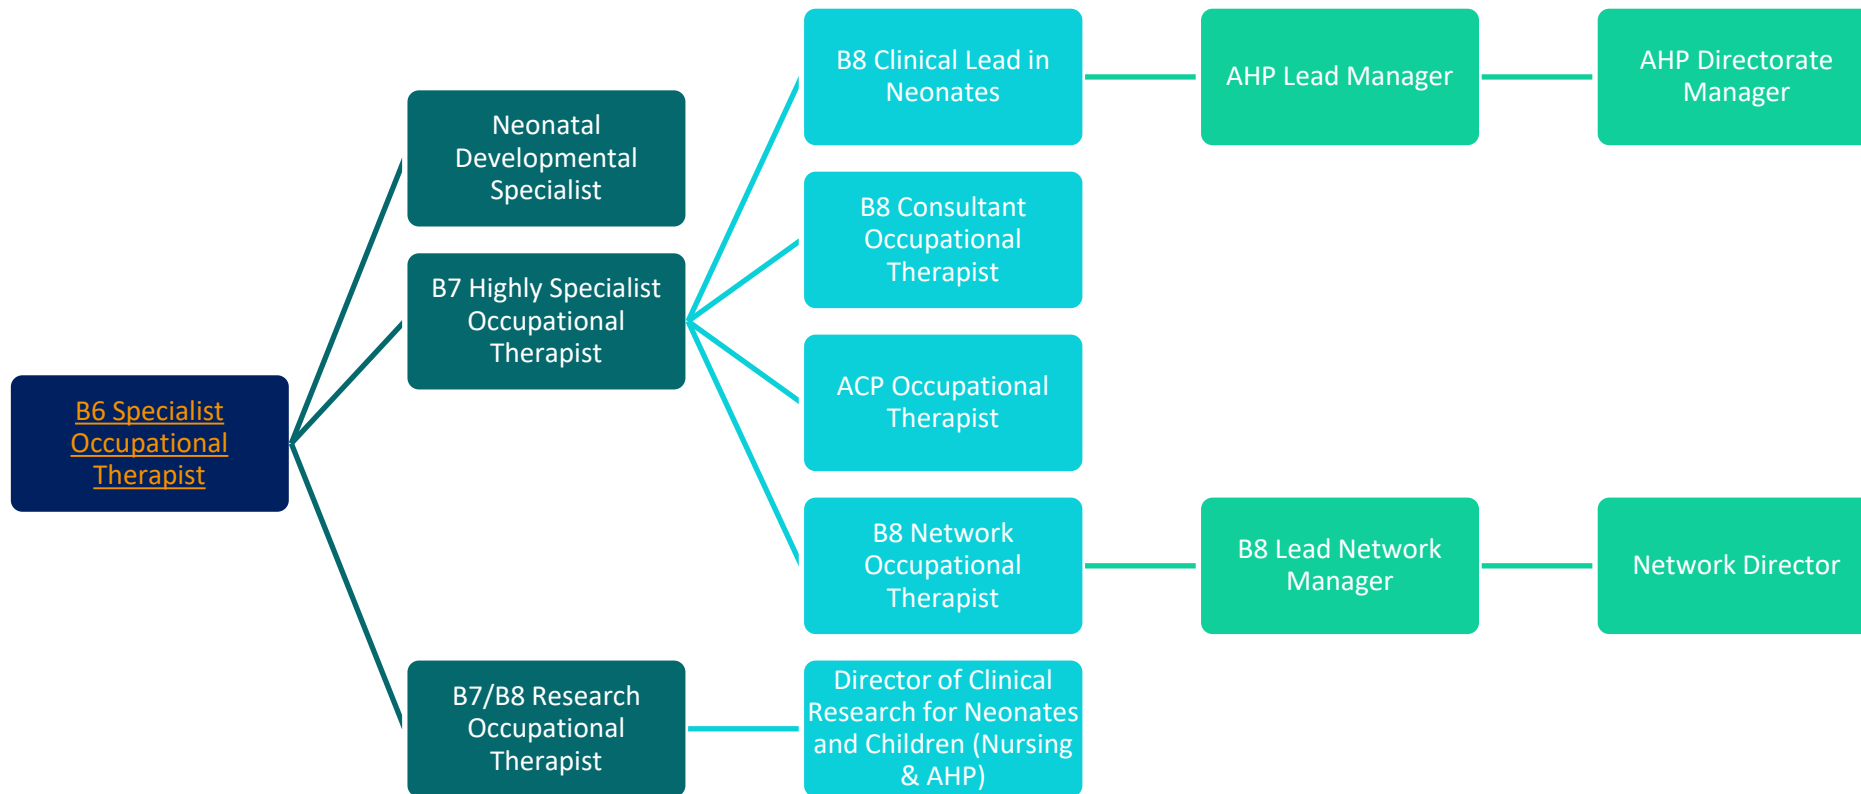 B6 Specialist
Occupational
Therapist
Neonatal
Developmental
Specialist
B7 Highly Specialist
Occupational
Therapist
B7/B8 Research
Occupational
Therapist
B8 Clinical Lead in
Neonates
B8 Consultant
Occupational
Therapist
ACP Occupational
Therapist
B8 Network
Occupational
Therapist
Director of Clinical
Research for Neonates
and Children (Nursing
& AHP)
AHP Lead Manager
B8 Lead Network
Manager
AHP Directorate
Manager
Network Director